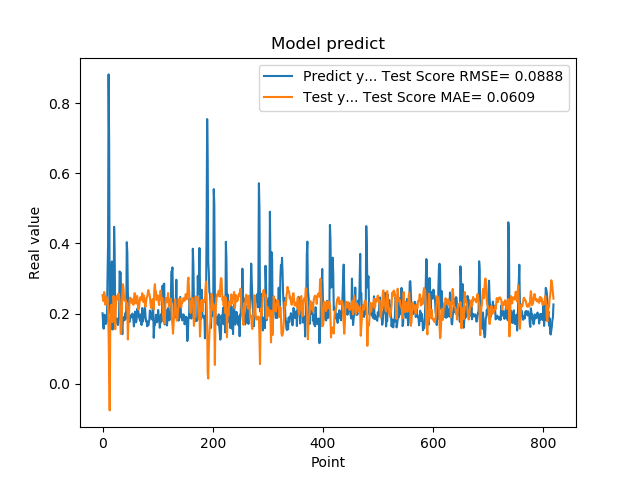 Model predict
Predict y... Test Score RMSE= 0.0888
Test y... Test Score MAE= 0.0609
Real value
0.8
0.6
0.4
0.2
0.0
0 200 400 600 800
Point